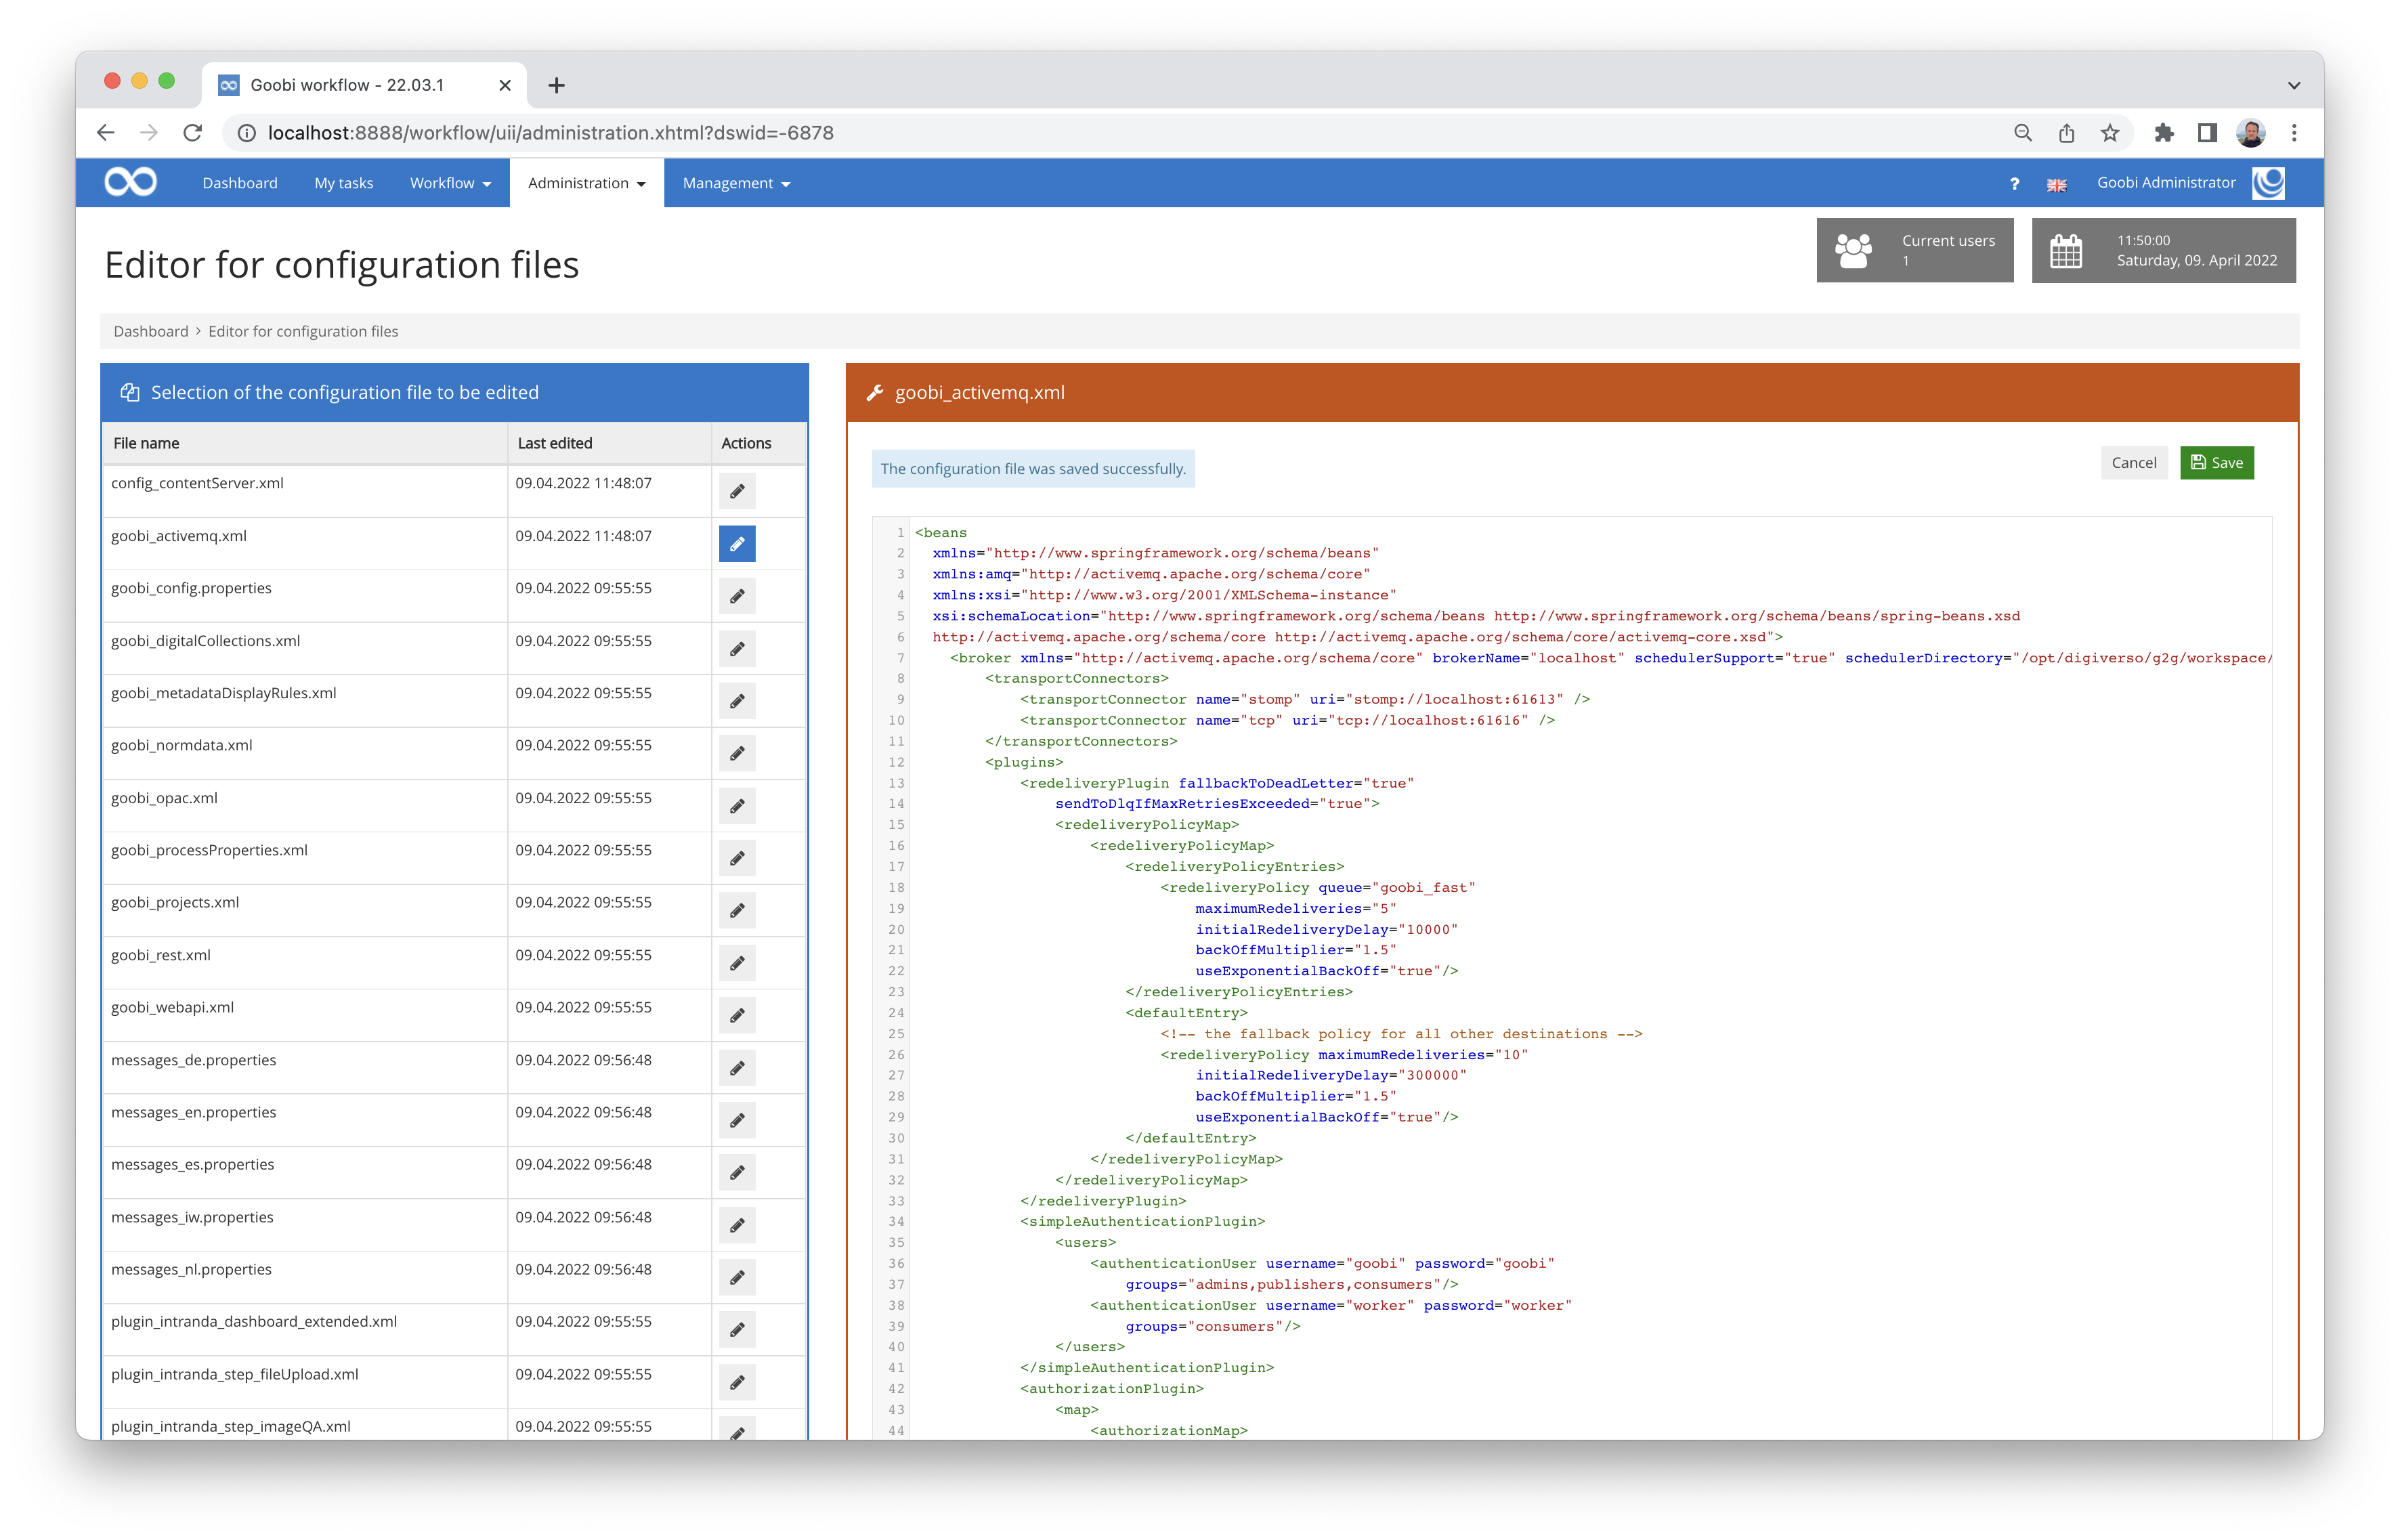 Goobi workflow - 22.03.1
localhost:8888/workflow/uii/administration.xhtml?dswid=-6878
Dashboard My tasks Workflow Administration Management ? Goobi Administrator
Editor for configuration files
Current users
1
11:50:00
Saturday, 09. April 2022
Dashboard › Editor for configuration files
Selection of the configuration file to be edited
File name Last edited Actions
config_contentServer.xml 09.04.2022 11:48:07
goobi_activemq.xml 09.04.2022 11:48:07
goobi_config.properties 09.04.2022 09:55:55
goobi_digitalCollections.xml 09.04.2022 09:55:55
goobi_metadataDisplayRules.xml 09.04.2022 09:55:55
goobi_normdata.xml 09.04.2022 09:55:55
goobi_opac.xml 09.04.2022 09:55:55
goobi_processProperties.xml 09.04.2022 09:55:55
goobi_projects.xml 09.04.2022 09:55:55
goobi_rest.xml 09.04.2022 09:55:55
goobi_webapi.xml 09.04.2022 09:55:55
messages_de.properties 09.04.2022 09:56:48
messages_en.properties 09.04.2022 09:56:48
messages_es.properties 09.04.2022 09:56:48
messages_iw.properties 09.04.2022 09:56:48
messages_nl.properties 09.04.2022 09:56:48
plugin_intranda_dashboard_extended.xml 09.04.2022 09:55:55
plugin_intranda_step_fileUpload.xml 09.04.2022 09:55:55
plugin_intranda_step_imageQA.xml 09.04.2022 09:55:55
goobi_activemq.xml
The configuration file was saved successfully.
Cancel Save
1 <beans
2 xmlns="http://www.springframework.org/schema/beans"
3 xmlns:amq="http://activemq.apache.org/schema/core"
4 xmlns:xsi="http://www.w3.org/2001/XMLSchema-instance"
5 xsi:schemaLocation="http://www.springframework.org/schema/beans http://www.springframework.org/schema/beans/spring-beans.xsd
6 http://activemq.apache.org/schema/core http://activemq.apache.org/schema/core/activemq-core.xsd">
7 <broker xmlns="http://activemq.apache.org/schema/core" brokerName="localhost" schedulerSupport="true" schedulerDirectory="/opt/digiverso/g2g/workspace/
8 <transportConnectors>
9 <transportConnector name="stomp" uri="stomp://localhost:61613" />
10 <transportConnector name="tcp" uri="tcp://localhost:61616" />
11 </transportConnectors>
12 <plugins>
13 <redeliveryPlugin fallbackToDeadLetter="true"
14 sendToDlqIfMaxRetriesExceeded="true">
15 <redeliveryPolicyMap>
16 <redeliveryPolicyMap>
17 <redeliveryPolicyEntries>
18 <redeliveryPolicy queue="goobi_fast"
19 maximumRedeliveries="5"
20 initialRedeliveryDelay="10000"
21 backOffMultiplier="1.5"
22 useExponentialBackOff="true"/>
23 </redeliveryPolicyEntries>
24 <defaultEntry>
25 <!-- the fallback policy for all other destinations -->
26 <redeliveryPolicy maximumRedeliveries="10"
27 initialRedeliveryDelay="300000"
28 backOffMultiplier="1.5"
29 useExponentialBackOff="true"/>
30 </defaultEntry>
31 </redeliveryPolicyMap>
32 </redeliveryPolicyMap>
33 </redeliveryPlugin>
34 <simpleAuthenticationPlugin>
35 <users>
36 <authenticationUser username="goobi" password="goobi"
37 groups="admins,publishers,consumers"/>
38 <authenticationUser username="worker" password="worker"
39 groups="consumers"/>
40 </users>
41 </simpleAuthenticationPlugin>
42 <authorizationPlugin>
43 <map>
44 <authorizationMap>